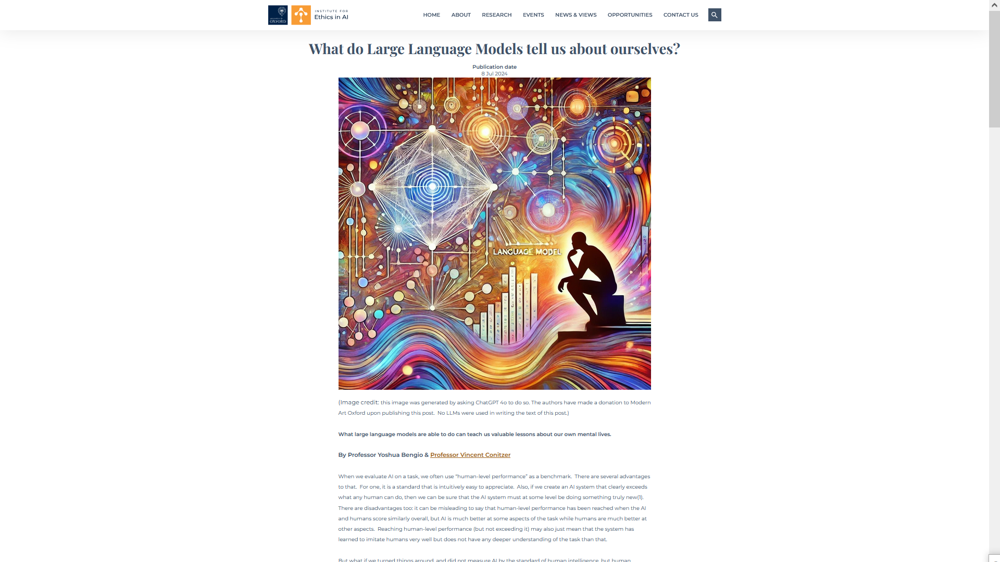 UNIVERSITY OF
OXFORD
INSTITUTE FOR
Ethics in AI
HOME ABOUT RESEARCH EVENTS NEWS & VIEWS OPPORTUNITIES CONTACT US
What do Large Language Models tell us about ourselves?
Publication date
8 Jul 2024
LANGUAGE MODEL
(Image credit: this image was generated by asking ChatGPT 4o to do so. The authors have made a donation to Modern
Art Oxford upon publishing this post.  No LLMs were used in writing the text of this post.)
What large language models are able to do can teach us valuable lessons about our own mental lives.
By Professor Yoshua Bengio & Professor Vincent Conitzer
When we evaluate AI on a task, we often use “human-level performance” as a benchmark.  There are several advantages
to that.  For one, it is a standard that is intuitively easy to appreciate.  Also, if we create an AI system that clearly exceeds
what any human can do, then we can be sure that the AI system must at some level be doing something truly new(1).
There are disadvantages too: it can be misleading to say that human-level performance has been reached when the AI
and humans score similarly overall, but AI is much better at some aspects of the task while humans are much better at
other aspects.  Reaching human-level performance (but not exceeding it) may also just mean that the system has
learned to imitate humans very well but does not have any deeper understanding of the task than that.
But what if we turned things around, and did not measure AI by the standard of human intelligence, but human